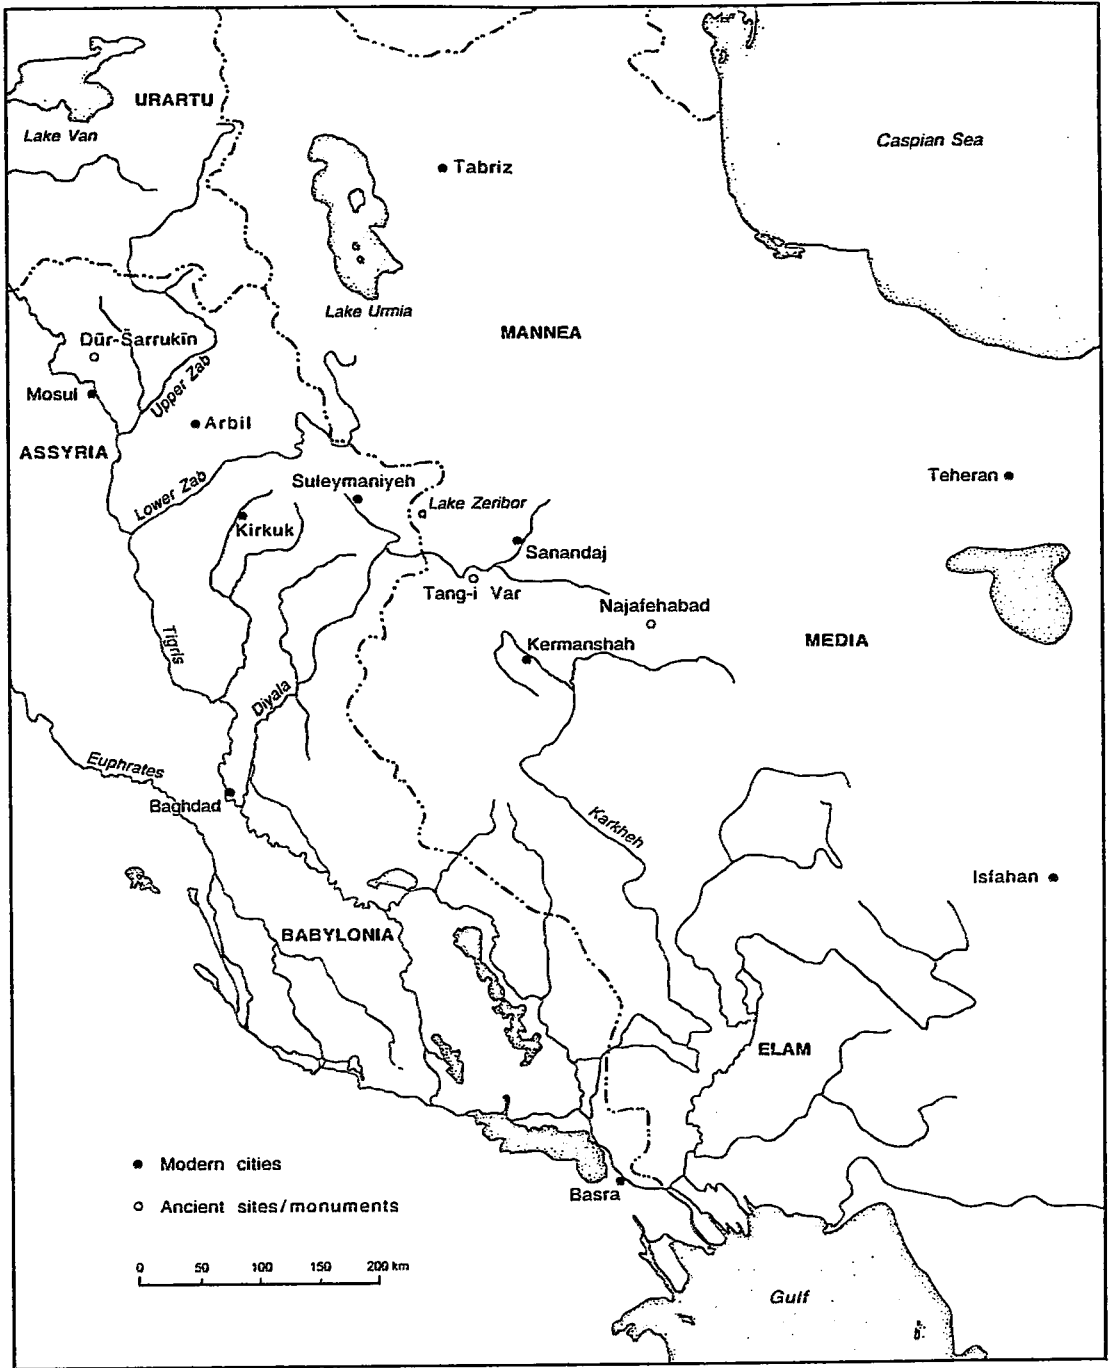 URARTU
Lake Van
Caspian Sea
Tabriz
Lake Urmia
MANNEA
Dūr-Šarrukīn
Upper Zab
Mosul
Arbil
ASSYRIA
Lower Zab
Suleymaniyeh
Teheran
Lake Zeribor
Kirkuk
Sanandaj
Tang-i Var
Najafehabad
Tigris
Kermanshah
MEDIA
Diyala
Euphrates
Baghdad
Karkheh
Isfahan
BABYLONIA
ELAM
Modern cities
Basra
Ancient sites/monuments
0 50 100 150 200 km
Gulf